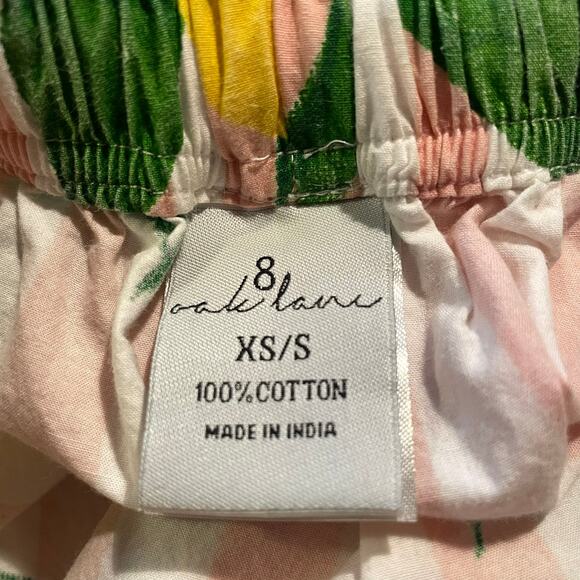 8
oak lane
XS/S
100% COTTON
MADE IN INDIA